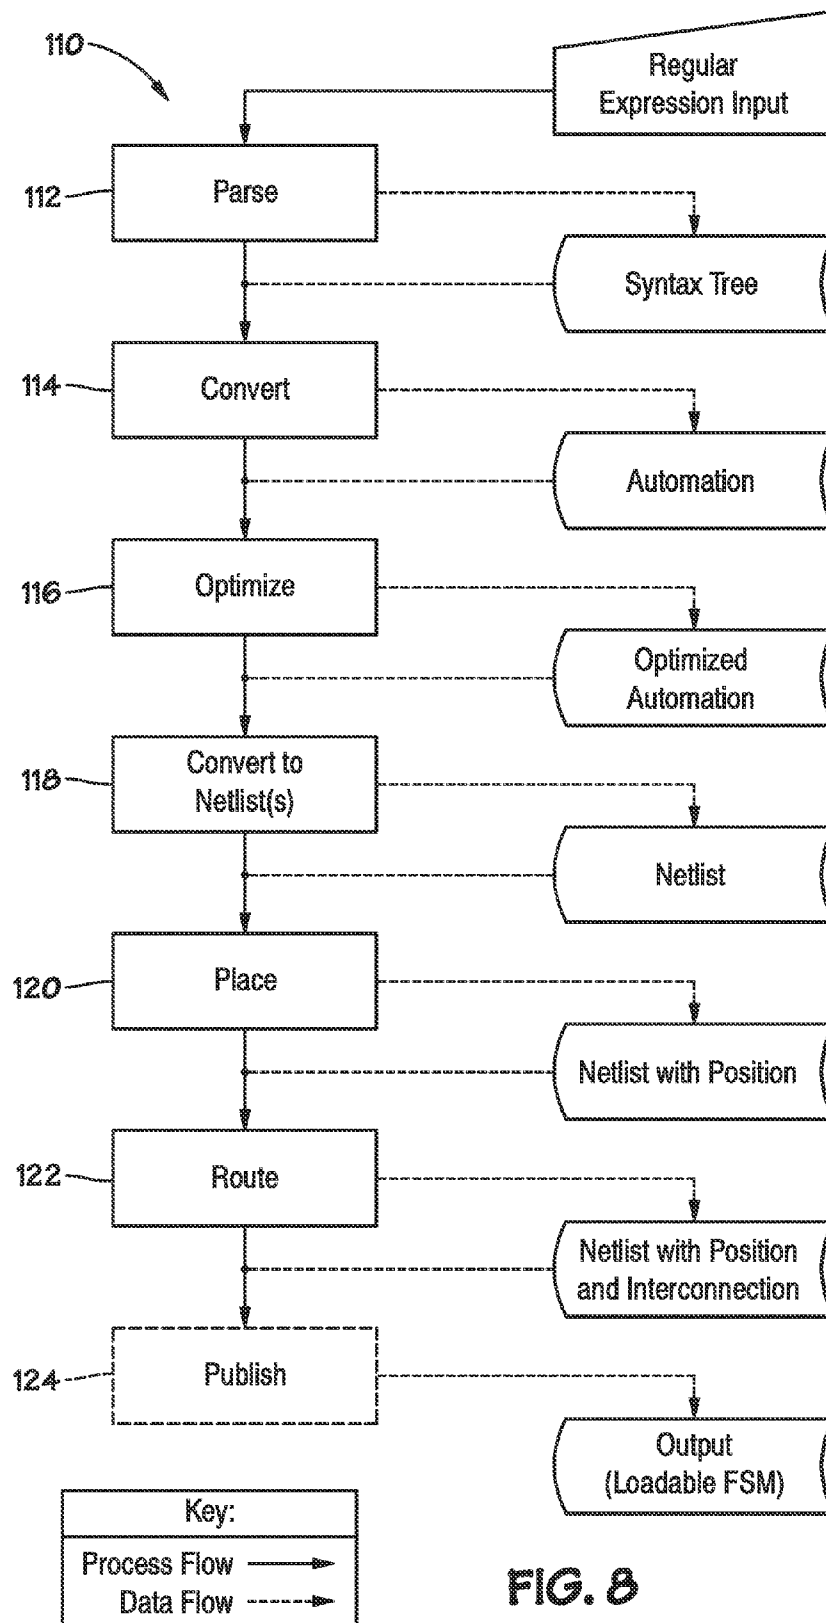 110
Regular
Expression Input
112
Parse
Syntax Tree
114
Convert
Automation
116
Optimize
Optimized
Automation
118
Convert to
Netlist(s)
Netlist
120
Place
Netlist with Position
122
Route
Netlist with Position
and Interconnection
124
Publish
Output
(Loadable FSM)
Key:
Process Flow
Data Flow
FIG. 8